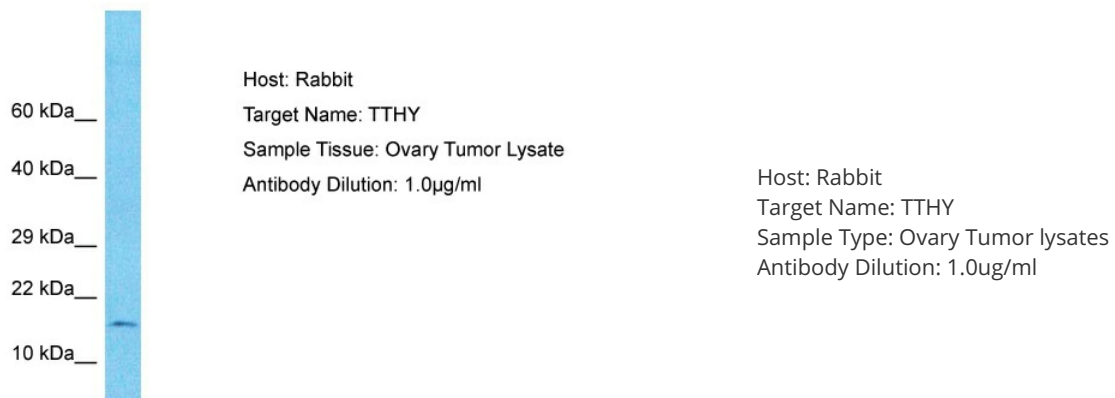 60 kDa__
40 kDa__
29 kDa__
22 kDa__
10 kDa__
Host: Rabbit
Target Name: TTHY
Sample Tissue: Ovary Tumor Lysate
Antibody Dilution: 1.0µg/ml
Host: Rabbit
Target Name: TTHY
Sample Type: Ovary Tumor lysates
Antibody Dilution: 1.0ug/ml